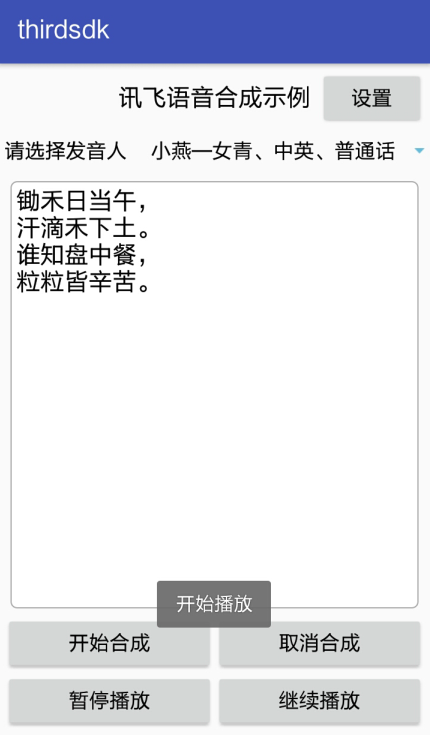 thirdsdk
讯飞语音合成示例 设置
请选择发音人 小燕—女青、中英、普通话
锄禾日当午，
汗滴禾下土。
谁知盘中餐，
粒粒皆辛苦。
开始播放
开始合成 取消合成
暂停播放 继续播放